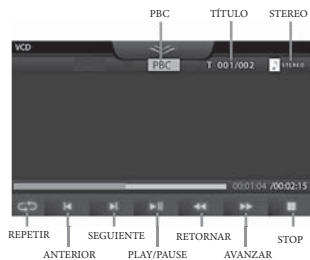 PBC TÍTULO STEREO
VCD
PBC T 001/002 STEREO
00:01:04 /00:02:15
REPETIR SEGUIENTE RETORNAR STOP
ANTERIOR PLAY/PAUSE AVANZAR